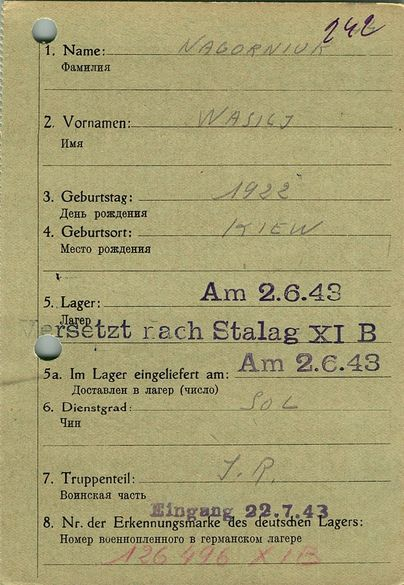 242
1. Name: NAGORNIUK
Фамилия
2. Vornamen: WASILJ
Имя
3. Geburtstag: 1922
День рождения
4. Geburtsort: KIEW
Место рождения
Am 2.6.43
5. Lager:
Лагерь
Versetzt nach Stalag XI B
Am 2.6.43
5a. Im Lager eingeliefert am:
Доставлен в лагер (число)
6. Dienstgrad: SOL
Чин
7. Truppenteil: J.R.
Воинская часть
Eingang 22.7.43
8. Nr. der Erkennungsmarke des deutschen Lagers:
Номер военнопленного в германском лагере
126496 XIB